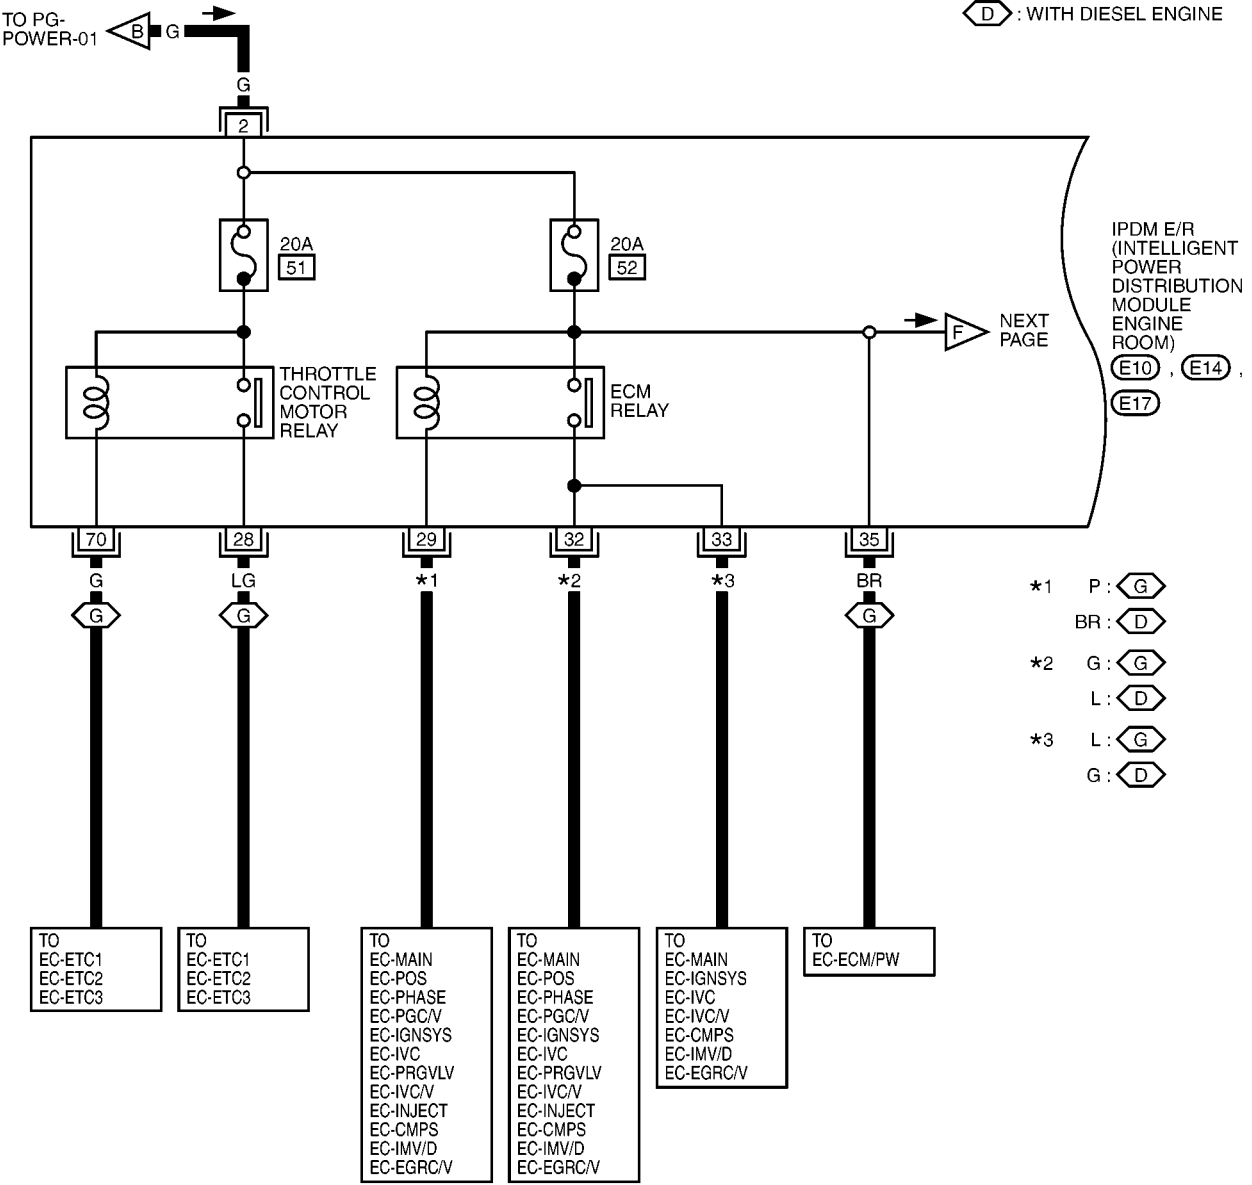 TO PG-
POWER-01
B
G
D : WITH DIESEL ENGINE
G
2
20A
51
20A
52
F
NEXT
PAGE
IPDM E/R
(INTELLIGENT
POWER
DISTRIBUTION
MODULE
ENGINE
ROOM)
E10 , E14 ,
E17
THROTTLE
CONTROL
MOTOR
RELAY
ECM
RELAY
70
28
29
32
33
35
G
LG
★1
★2
★3
BR
G
G
G
★1 P : G
BR : D
★2 G : G
L : D
★3 L : G
G : D
TO
EC-ETC1
EC-ETC2
EC-ETC3
TO
EC-ETC1
EC-ETC2
EC-ETC3
TO
EC-MAIN
EC-POS
EC-PHASE
EC-PGC/V
EC-IGNSYS
EC-IVC
EC-PRGVLV
EC-IVC/V
EC-INJECT
EC-CMPS
EC-IMV/D
EC-EGRC/V
TO
EC-MAIN
EC-POS
EC-PHASE
EC-PGC/V
EC-IGNSYS
EC-IVC
EC-PRGVLV
EC-IVC/V
EC-INJECT
EC-CMPS
EC-IMV/D
EC-EGRC/V
TO
EC-MAIN
EC-IGNSYS
EC-IVC
EC-IVC/V
EC-CMPS
EC-IMV/D
EC-EGRC/V
TO
EC-ECM/PW